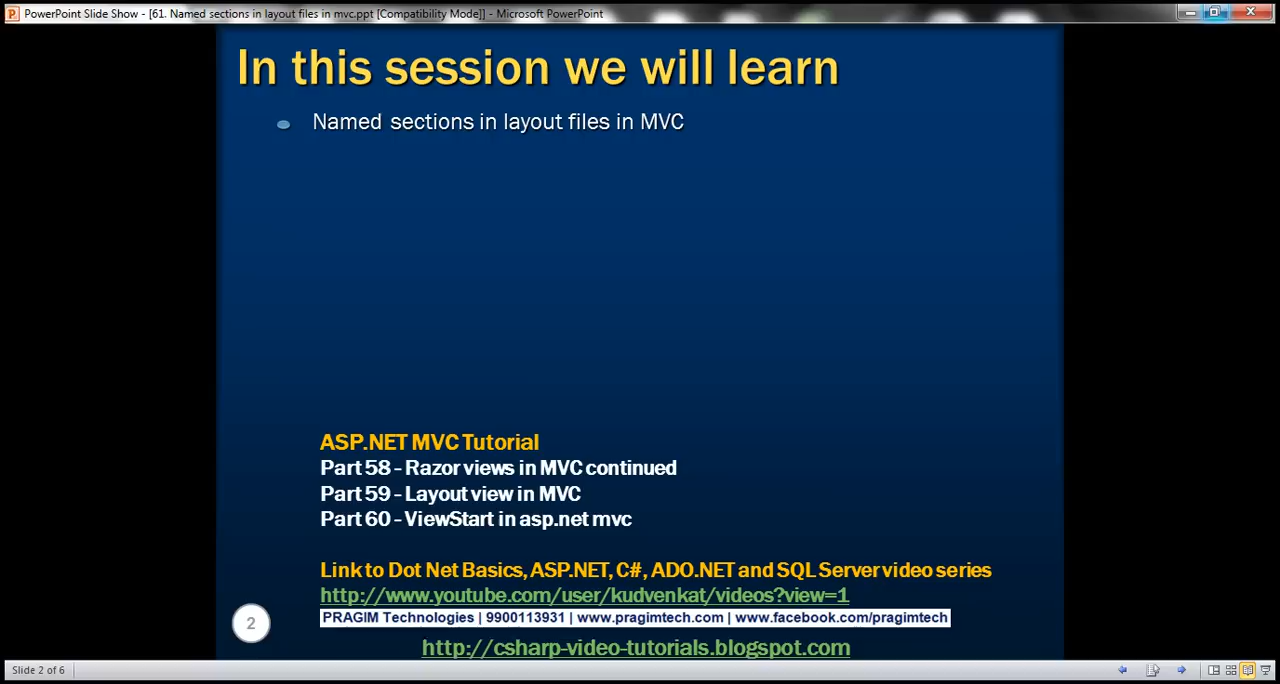 PowerPoint Slide Show - [61. Named sections in layout files in mvc.ppt [Compatibility Mode]] - Microsoft PowerPoint
In this session we will learn
Named sections in layout files in MVC
ASP.NET MVC Tutorial
Part 58 - Razor views in MVC continued
Part 59 - Layout view in MVC
Part 60 - ViewStart in asp.net mvc
Link to Dot Net Basics, ASP.NET, C#, ADO.NET and SQL Server video series
http://www.youtube.com/user/kudvenkat/videos?view=1
PRAGIM Technologies | 9900113931 | www.pragimtech.com | www.facebook.com/pragimtech
2
http://csharp-video-tutorials.blogspot.com
Slide 2 of 6